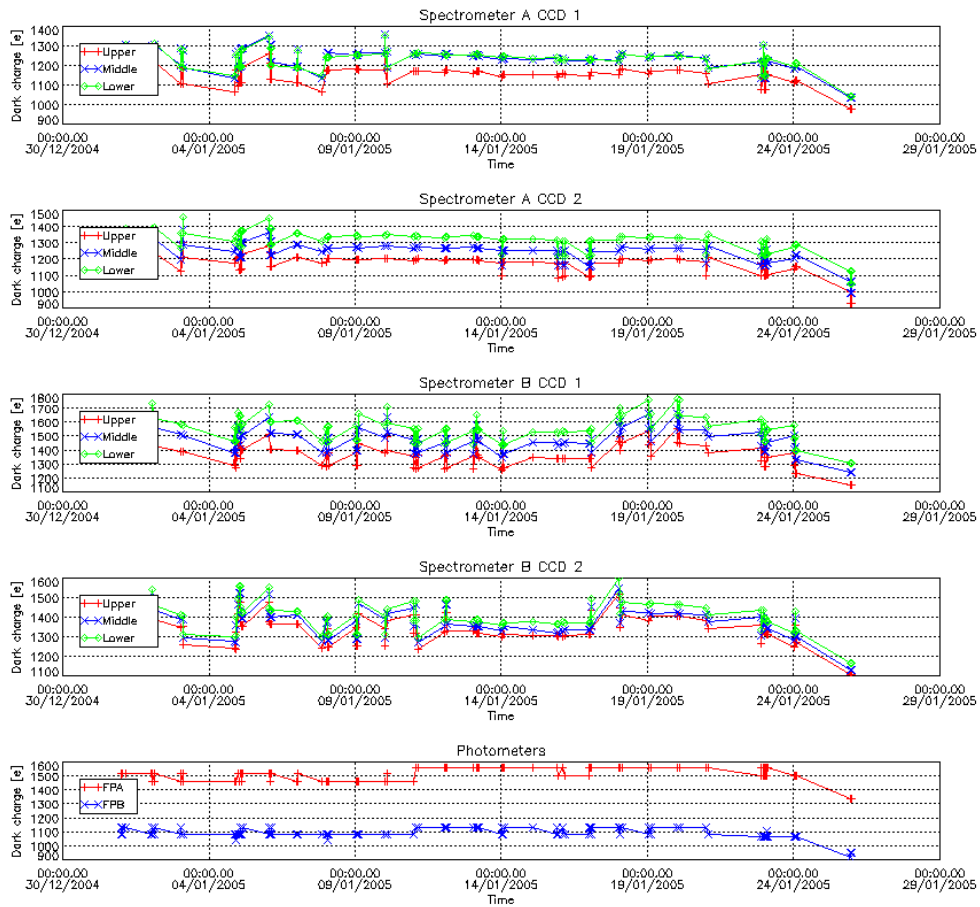 Spectrometer A CCD 1
Dark charge [e]
1400
1300
1200
1100
1000
900
Upper
Middle
Lower
00:00.00 00:00.00 00:00.00 00:00.00 00:00.00 00:00.00 00:00.00
30/12/2004 04/01/2005 09/01/2005 14/01/2005 19/01/2005 24/01/2005 29/01/2005
Time
Spectrometer A CCD 2
Dark charge [e]
1500
1400
1300
1200
1100
1000
900
Upper
Middle
Lower
00:00.00 00:00.00 00:00.00 00:00.00 00:00.00 00:00.00 00:00.00
30/12/2004 04/01/2005 09/01/2005 14/01/2005 19/01/2005 24/01/2005 29/01/2005
Time
Spectrometer B CCD 1
Dark charge [e]
1800
1700
1600
1500
1400
1300
1200
1100
Upper
Middle
Lower
00:00.00 00:00.00 00:00.00 00:00.00 00:00.00 00:00.00 00:00.00
30/12/2004 04/01/2005 09/01/2005 14/01/2005 19/01/2005 24/01/2005 29/01/2005
Time
Spectrometer B CCD 2
Dark charge [e]
1600
1500
1400
1300
1200
1100
Upper
Middle
Lower
00:00.00 00:00.00 00:00.00 00:00.00 00:00.00 00:00.00 00:00.00
30/12/2004 04/01/2005 09/01/2005 14/01/2005 19/01/2005 24/01/2005 29/01/2005
Time
Photometers
Dark charge [e]
1600
1500
1400
1300
1200
1100
1000
900
FPA
FPB
00:00.00 00:00.00 00:00.00 00:00.00 00:00.00 00:00.00 00:00.00
30/12/2004 04/01/2005 09/01/2005 14/01/2005 19/01/2005 24/01/2005 29/01/2005
Time